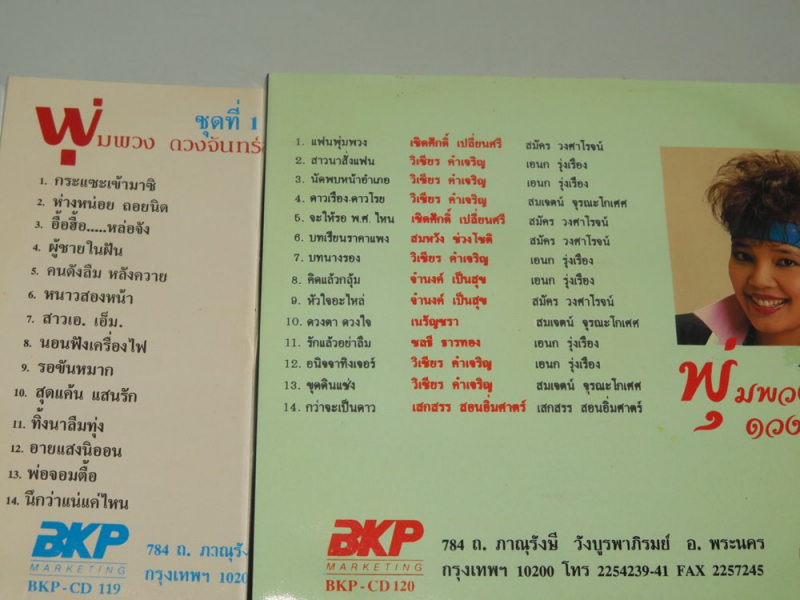 ชุดที่ 1
พุ่มพวง ดวงจันทร์
1. กระแซะเข้ามาซิ
2. ห่างหน่อย ถอยนิด
3. อื้อฮื้อ.....หล่อจัง
4. ผู้ชายในฝัน
5. คนดังลืม หลังควาย
6. หนาวสองหน้า
7. สาวเอ. เอ็ม.
8. นอนฟังเครื่องไฟ
9. รอขันหมาก
10. สุดแค้น แสนรัก
11. ทิ้งนาลืมทุ่ง
12. อายแสงนิออน
13. พ่อจอมตื้อ
14. นึกว่าแน่แค่ไหน
BKP
MARKETING
BKP - CD 119
784 ถ. ภาณุรังษี
กรุงเทพฯ 10200
1. แฟนพุ่มพวง เชิดศักดิ์ เปลี่ยนศรี สมัคร วงศาโรจน์
2. สาวนาสั่งแฟน วิเชียร คำเจริญ เอนก รุ่งเรือง
3. นัดพบหน้าอำเภอ วิเชียร คำเจริญ เอนก รุ่งเรือง
4. ดาวเรือง-ดาวโรย วิเชียร คำเจริญ สมเจตน์ จุรณะโกเศศ
5. จะให้รอ พ.ศ. ไหน เชิดศักดิ์ เปลี่ยนศรี สมัคร วงศาโรจน์
6. บทเรียนราคาแพง สมหวัง ช่วงโชติ สมัคร วงศาโรจน์
7. บทนางรอง วิเชียร คำเจริญ เอนก รุ่งเรือง
8. คิดแล้วกลุ้ม จำนงค์ เป็นสุข เอนก รุ่งเรือง
9. หัวใจอะไหล่ จำนงค์ เป็นสุข สมัคร วงศาโรจน์
10. ดวงตา ดวงใจ เนรัญชรา สมเจตน์ จุรณะโกเศศ
11. รักแล้วอย่าลืม ชลธี ธารทอง เอนก รุ่งเรือง
12. อนิจจาทิงเจอร์ วิเชียร คำเจริญ เอนก รุ่งเรือง
13. ขุดดินแช่ง วิเชียร คำเจริญ สมเจตน์ จุรณะโกเศศ
14. กว่าจะเป็นดาว เสกสรร สอนอิ่มศาตร์ เสกสรร สอนอิ่มศาตร์
พุ่มพวง
ดวง
BKP
MARKETING
BKP - CD 120
784 ถ. ภาณุรังษี วังบูรพาภิรมย์ อ. พระนคร
กรุงเทพฯ 10200 โทร 2254239-41 FAX 2257245